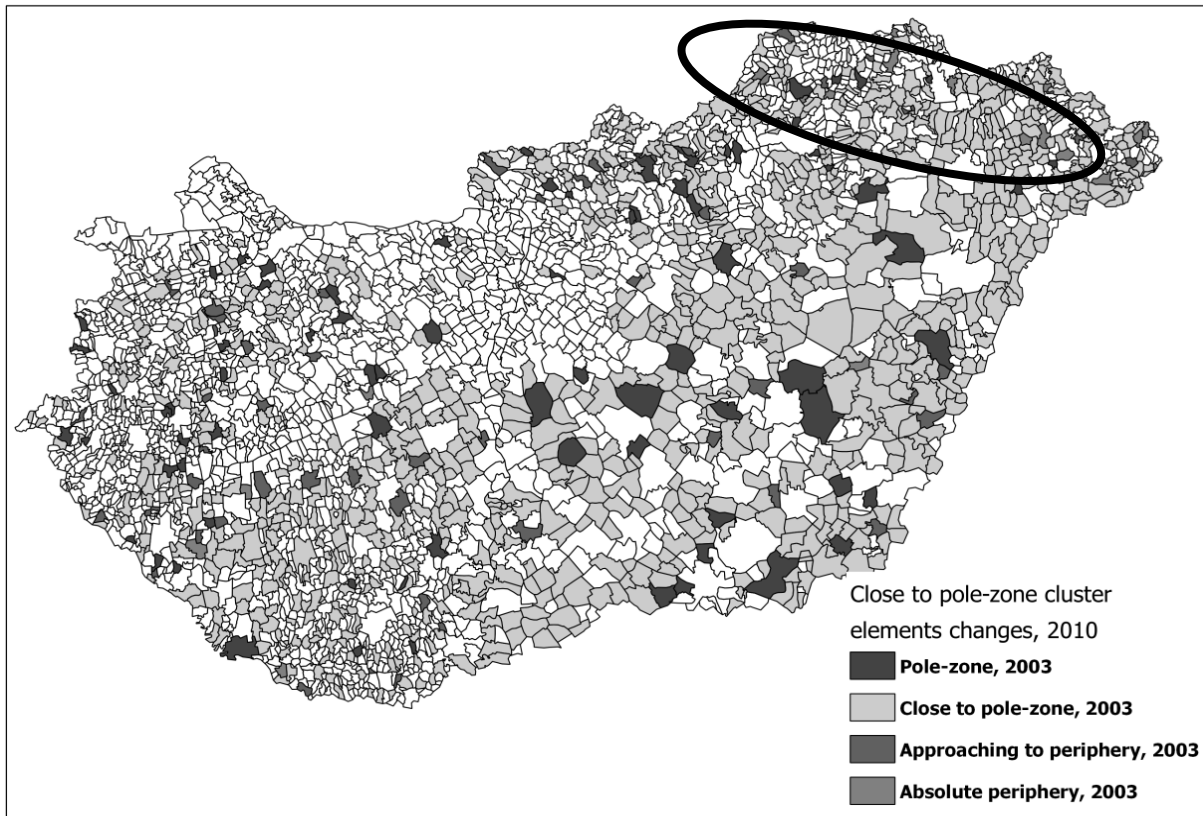 Close to pole-zone cluster
elements changes, 2010
Pole-zone, 2003
Close to pole-zone, 2003
Approaching to periphery, 2003
Absolute periphery, 2003